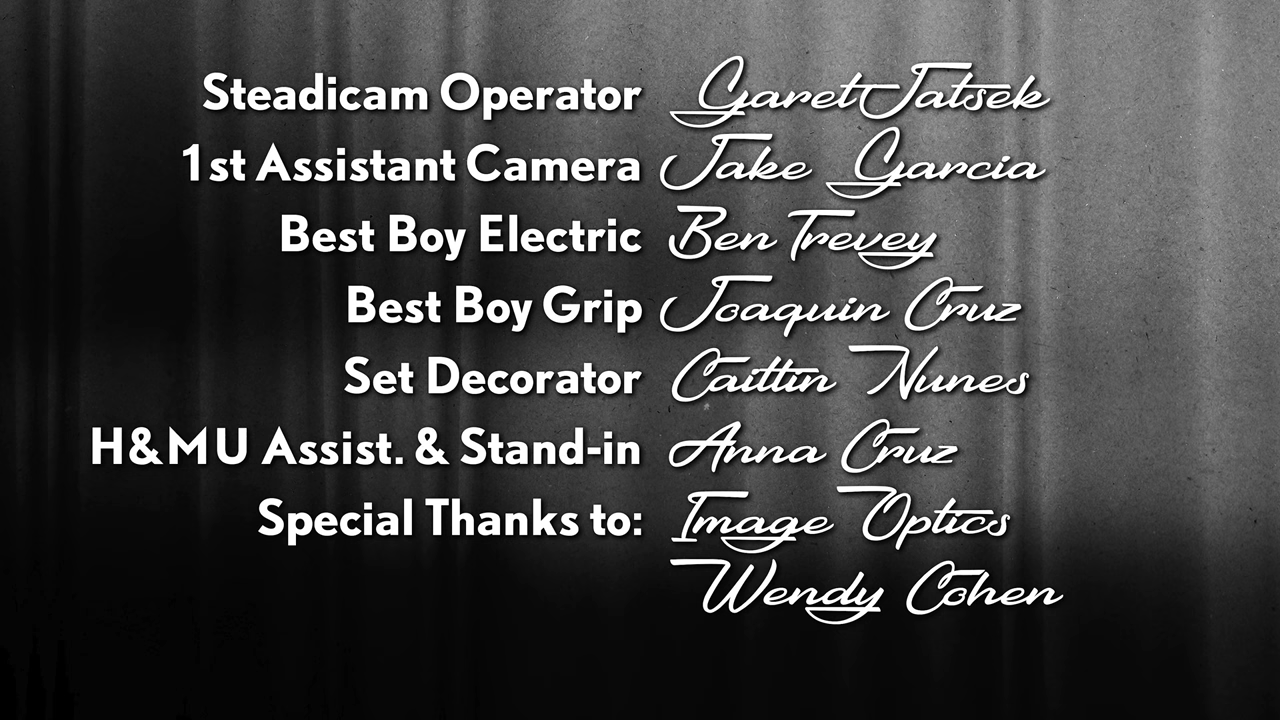 Steadicam Operator Garet Jatsek
1st Assistant Camera Jake Garcia
Best Boy Electric Ben Trevey
Best Boy Grip Joaquin Cruz
Set Decorator Caitlin Nunes
H&MU Assist. & Stand-in Anna Cruz
Special Thanks to: Image Optics
Wendy Cohen